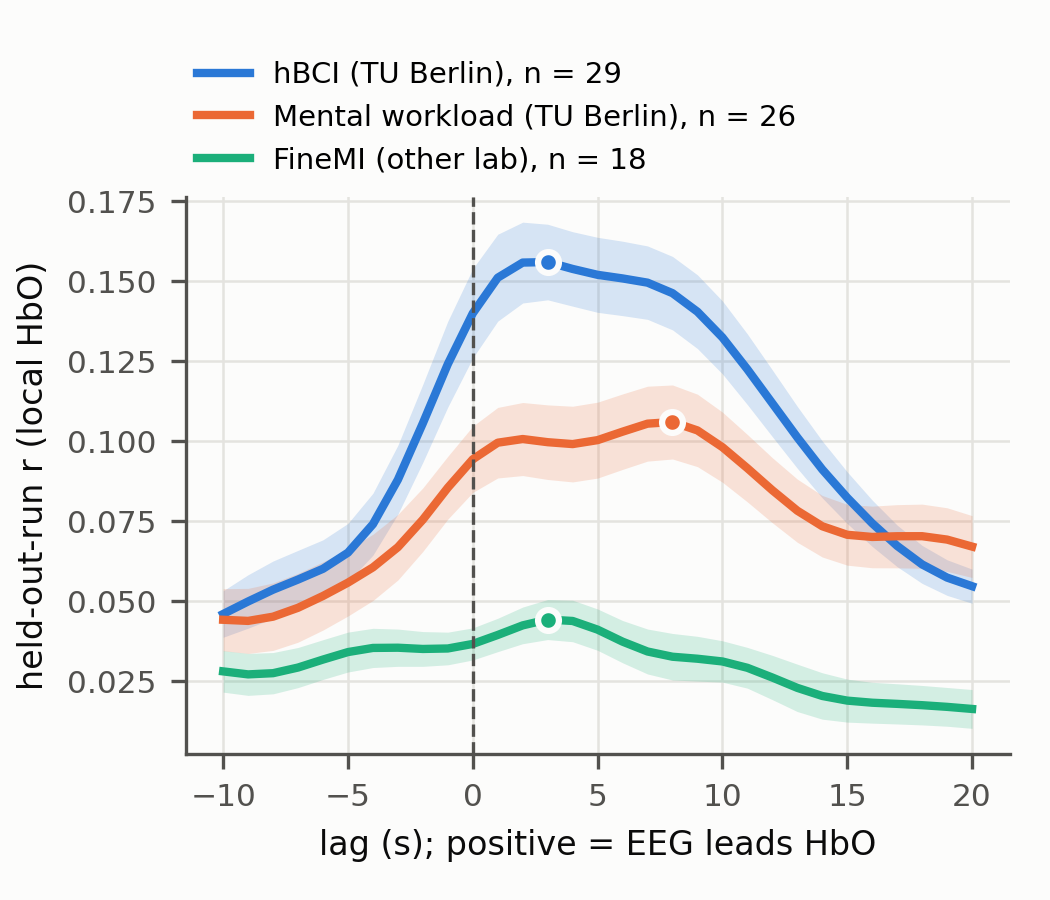 hBCI (TU Berlin), n = 29
Mental workload (TU Berlin), n = 26
FineMI (other lab), n = 18
held-out-run r (local HbO)
0.175
0.150
0.125
0.100
0.075
0.050
0.025
−10
−5
0
5
10
15
20
lag (s); positive = EEG leads HbO